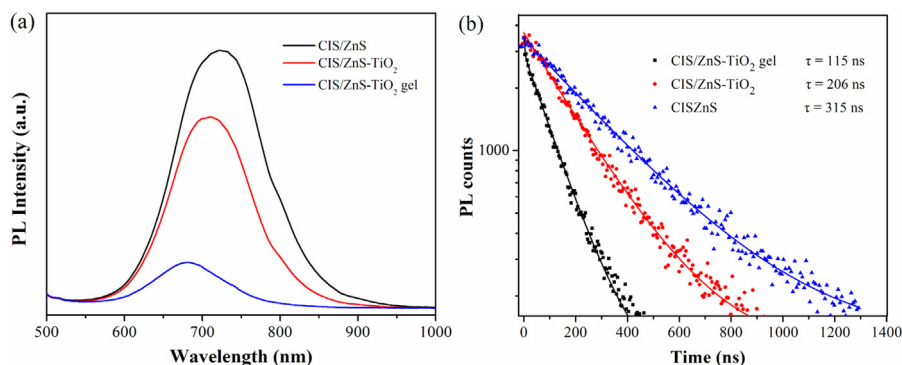 (a)
CIS/ZnS
CIS/ZnS-TiO₂
CIS/ZnS-TiO₂ gel
PL Intensity (a.u.)
500 600 700 800 900 1000
Wavelength (nm)
(b)
CIS/ZnS-TiO₂ gel τ = 115 ns
CIS/ZnS-TiO₂ τ = 206 ns
CISZnS τ = 315 ns
1000
PL counts
0 200 400 600 800 1000 1200 1400
Time (ns)